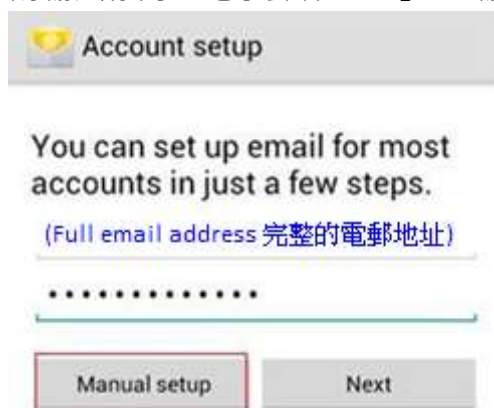 Account setup
You can set up email for most
accounts in just a few steps.
(Full email address 完整的電郵地址)
•••••••••••••
Manual setup
Next